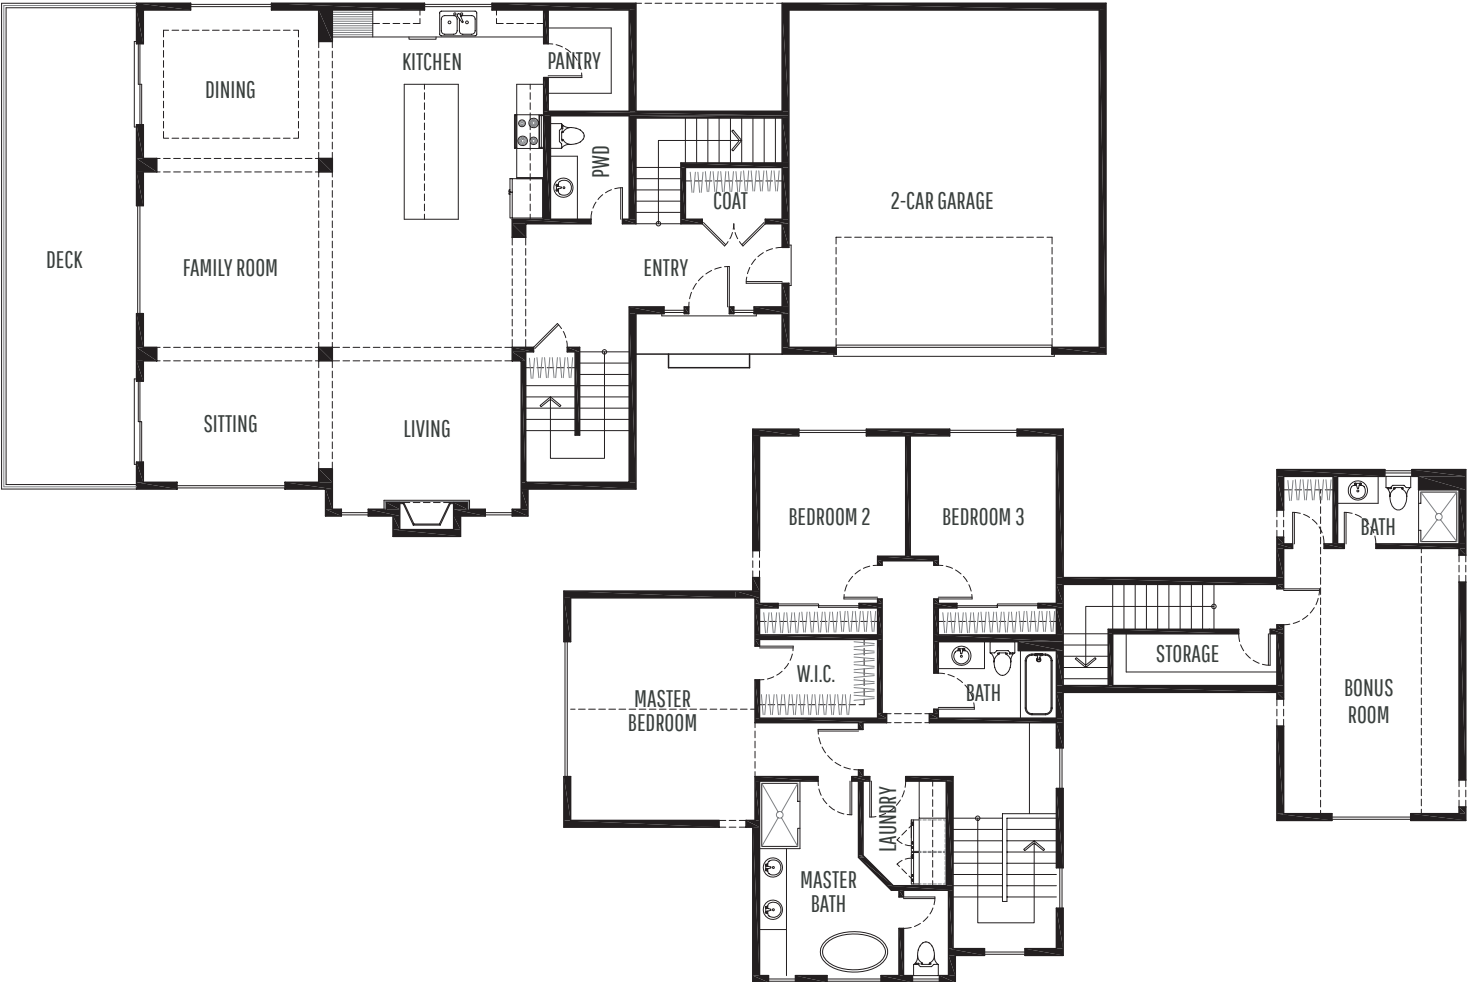 KITCHEN
PANTRY
DINING
PWD
COAT
2-CAR GARAGE
DECK
FAMILY ROOM
ENTRY
SITTING
LIVING
BEDROOM 2
BEDROOM 3
BATH
STORAGE
W.I.C.
BATH
MASTER
BEDROOM
BONUS
ROOM
LAUNDRY
MASTER
BATH